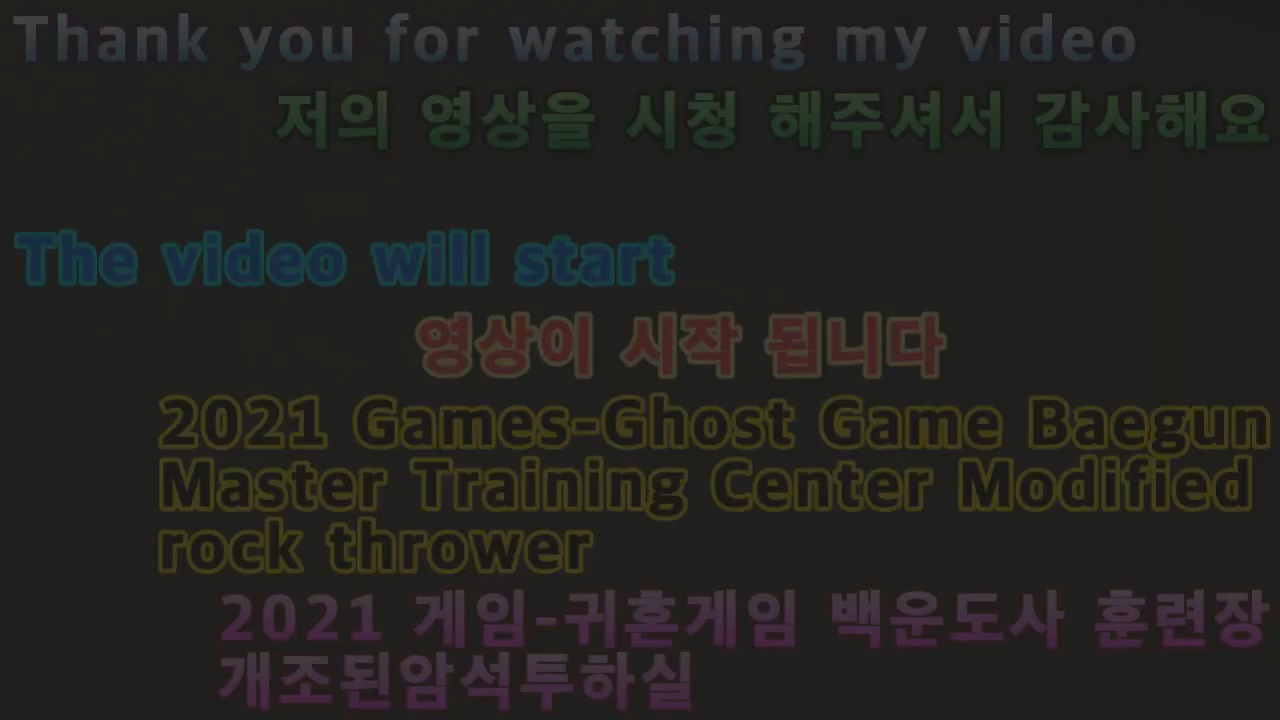 Thank you for watching my video
저의 영상을 시청 해주셔서 감사해요
The video will start
영상이 시작 됩니다
2021 Games-Ghost Game Baegun
Master Training Center Modified
rock thrower
2021 게임-귀혼게임 백운도사 훈련장
개조된암석투하실